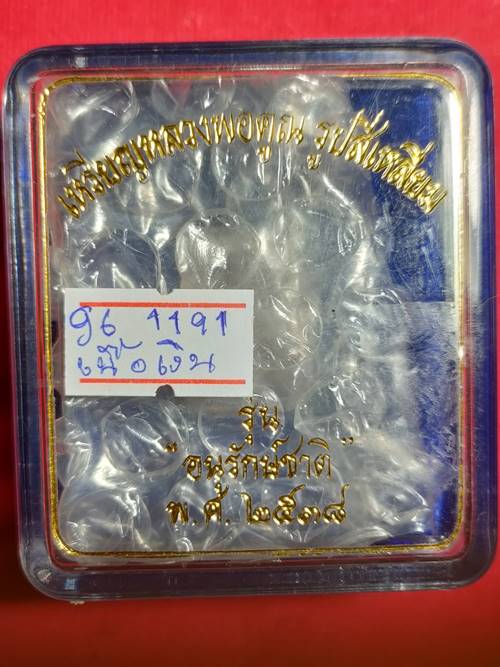 เหรียญหลวงพ่อคูณ รูปสี่เหลี่ยม
96 1191
เนื้อเงิน
รุ่น
"อนุรักษ์ชาติ"
พ.ศ. ๒๕๓๘